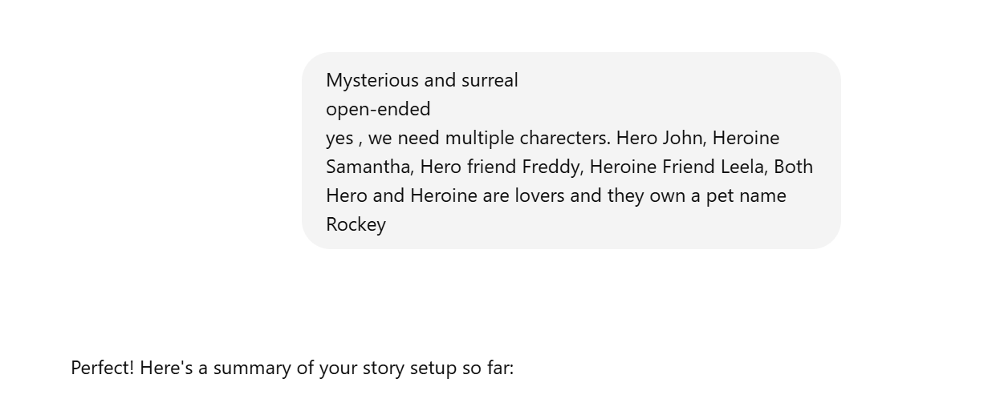 Mysterious and surreal
open-ended
yes , we need multiple charecters. Hero John, Heroine
Samantha, Hero friend Freddy, Heroine Friend Leela, Both
Hero and Heroine are lovers and they own a pet name
Rockey
Perfect! Here's a summary of your story setup so far: